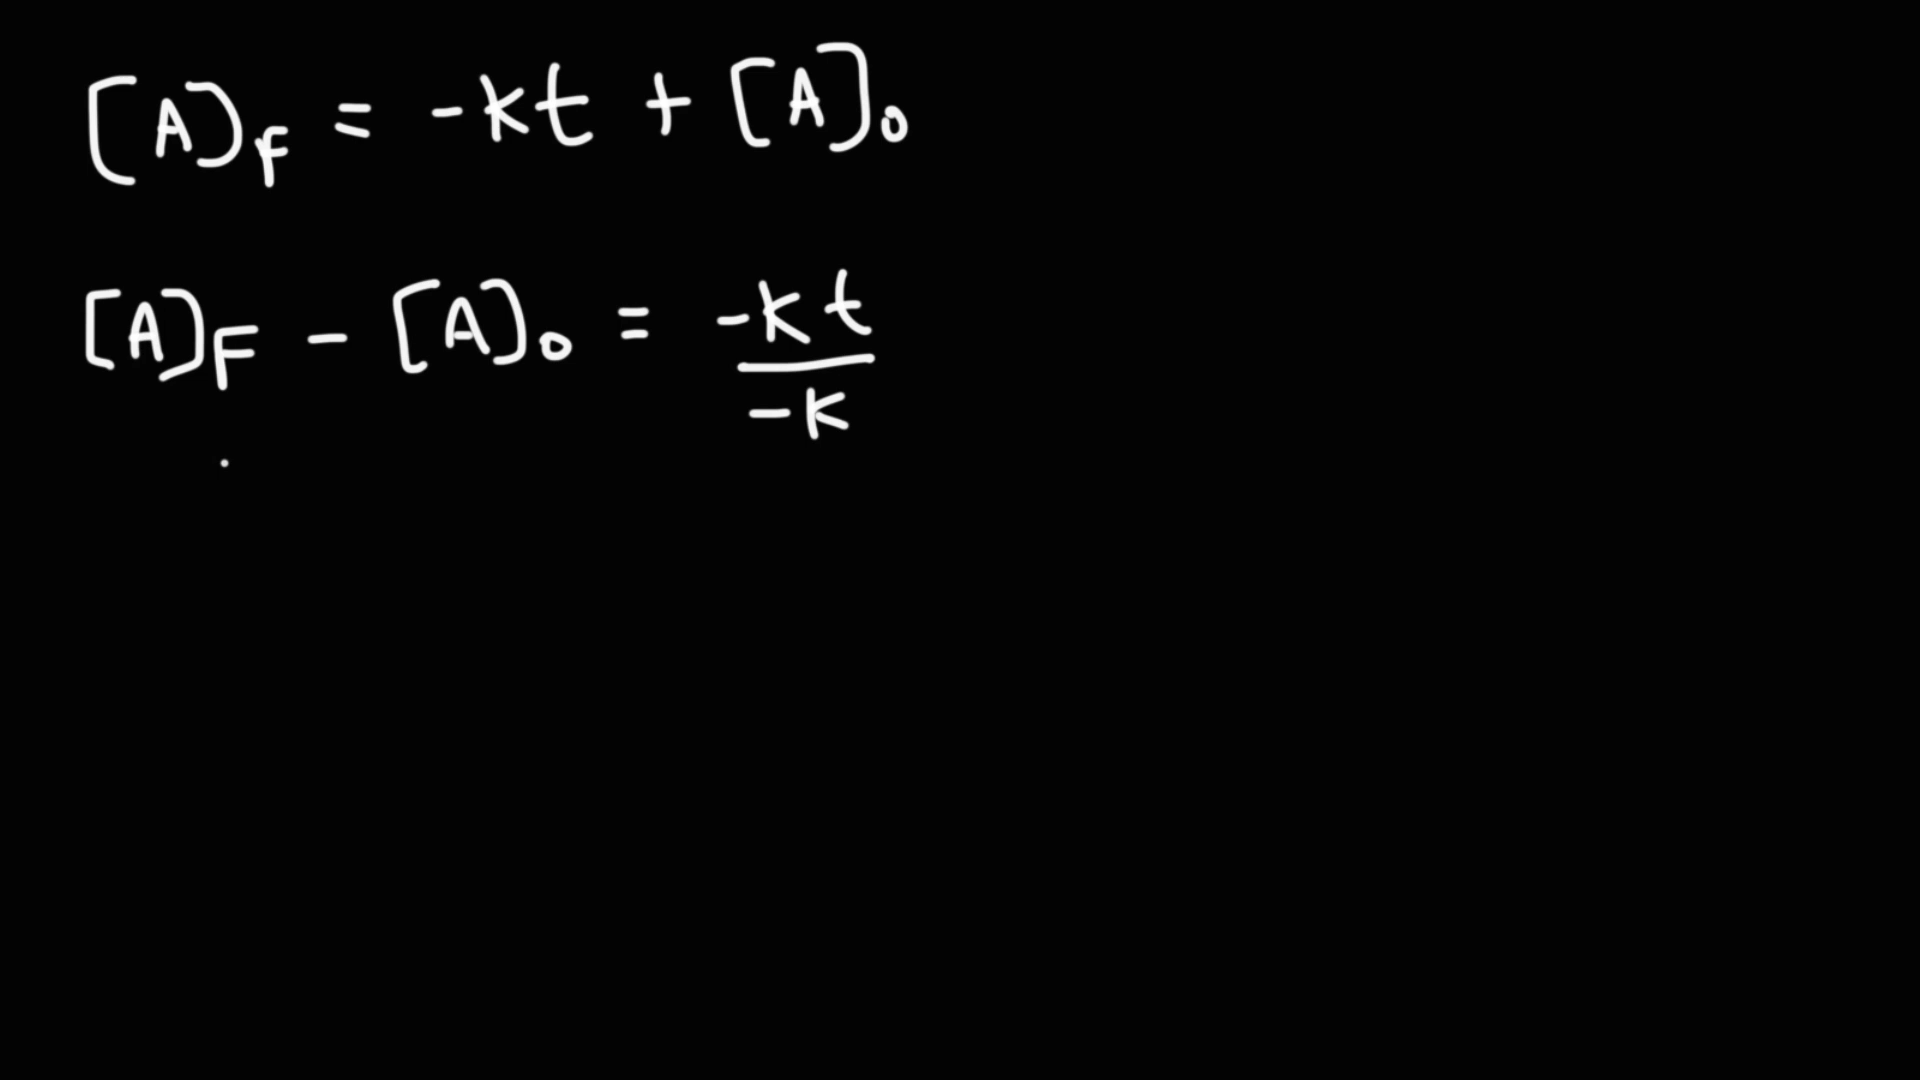 [A]F = -kt + [A]0
[A]F - [A]0 = -kt
-k